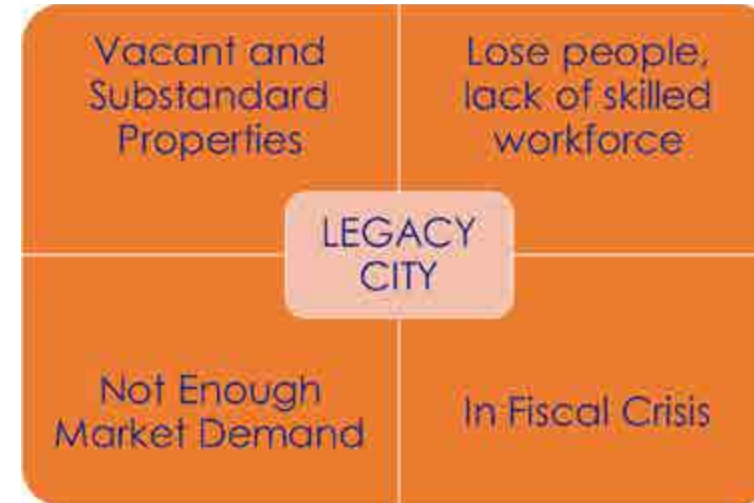 Vacant and
Substandard
Properties
Lose people,
lack of skilled
workforce
LEGACY
CITY
Not Enough
Market Demand
In Fiscal Crisis